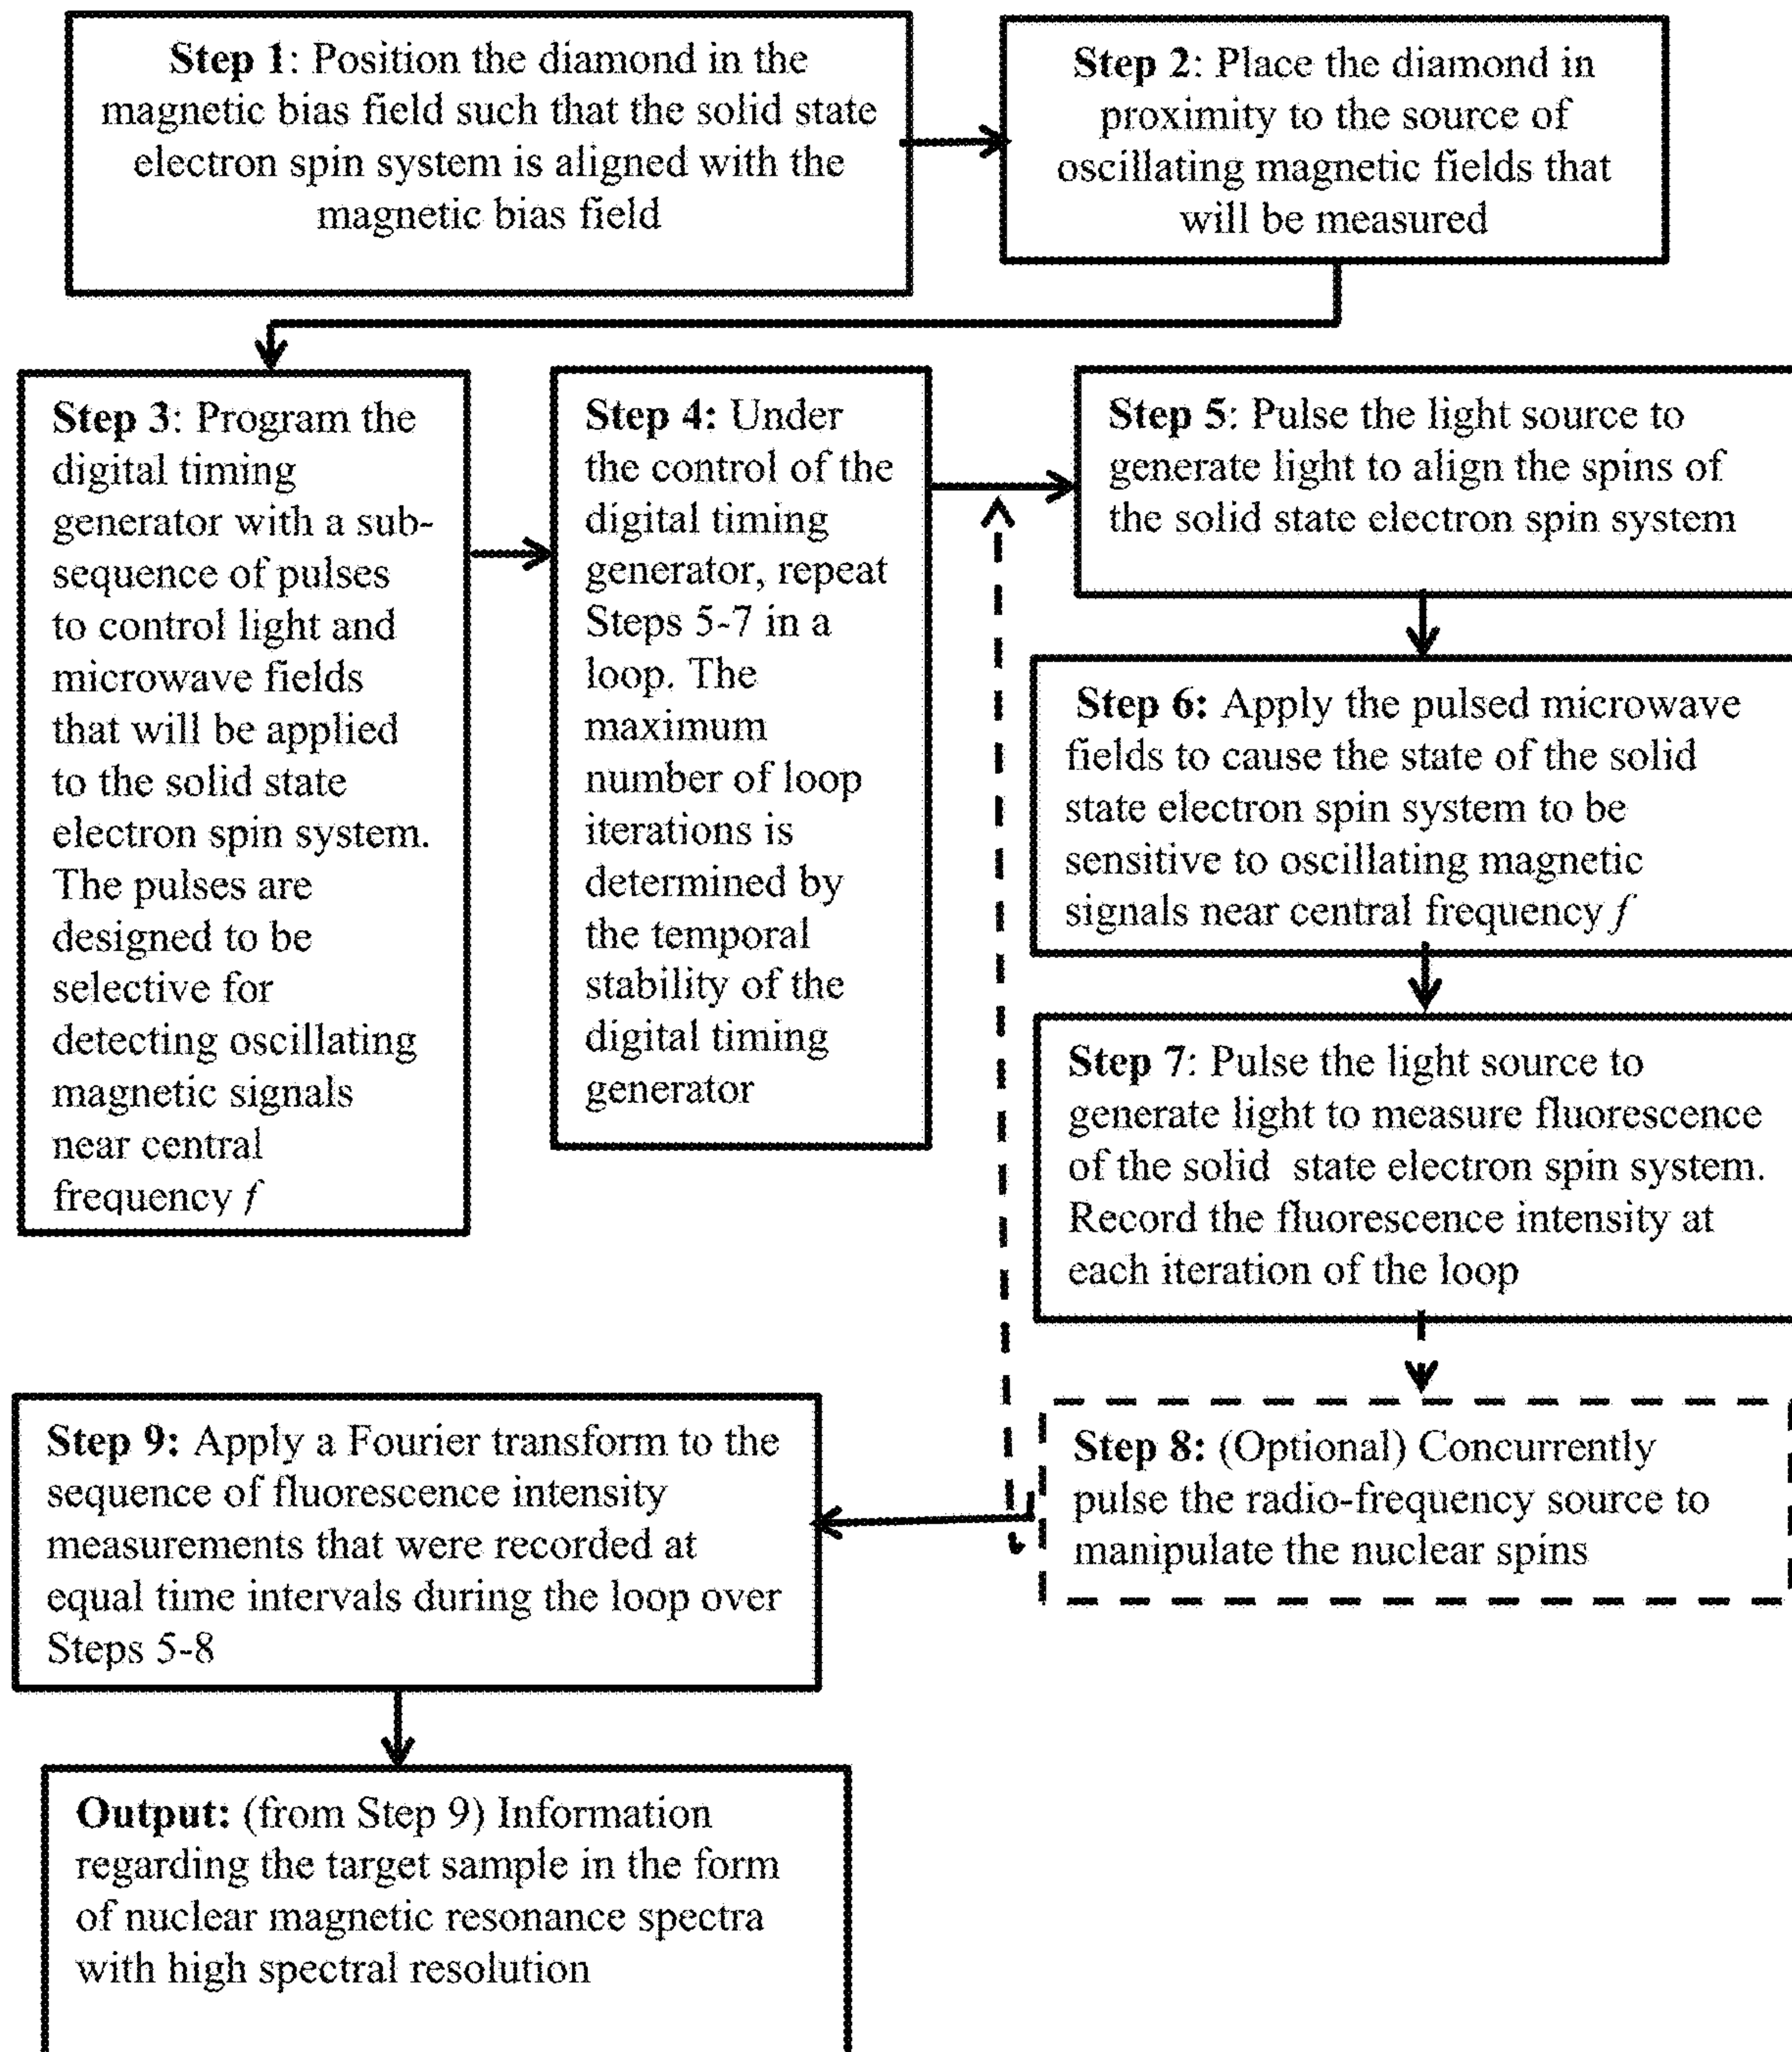 Step 1: Position the diamond in the
magnetic bias field such that the solid state
electron spin system is aligned with the
magnetic bias field
Step 2: Place the diamond in
proximity to the source of
oscillating magnetic fields that
will be measured
Step 3: Program the
digital timing
generator with a sub-
sequence of pulses
to control light and
microwave fields
that will be applied
to the solid state
electron spin system.
The pulses are
designed to be
selective for
detecting oscillating
magnetic signals
near central
frequency f
Step 4: Under
the control of the
digital timing
generator, repeat
Steps 5-7 in a
loop. The
maximum
number of loop
iterations is
determined by
the temporal
stability of the
digital timing
generator
Step 5: Pulse the light source to
generate light to align the spins of
the solid state electron spin system
Step 6: Apply the pulsed microwave
fields to cause the state of the solid
state electron spin system to be
sensitive to oscillating magnetic
signals near central frequency f
Step 7: Pulse the light source to
generate light to measure fluorescence
of the solid state electron spin system.
Record the fluorescence intensity at
each iteration of the loop
Step 8: (Optional) Concurrently
pulse the radio-frequency source to
manipulate the nuclear spins
Step 9: Apply a Fourier transform to the
sequence of fluorescence intensity
measurements that were recorded at
equal time intervals during the loop over
Steps 5-8
Output: (from Step 9) Information
regarding the target sample in the form
of nuclear magnetic resonance spectra
with high spectral resolution